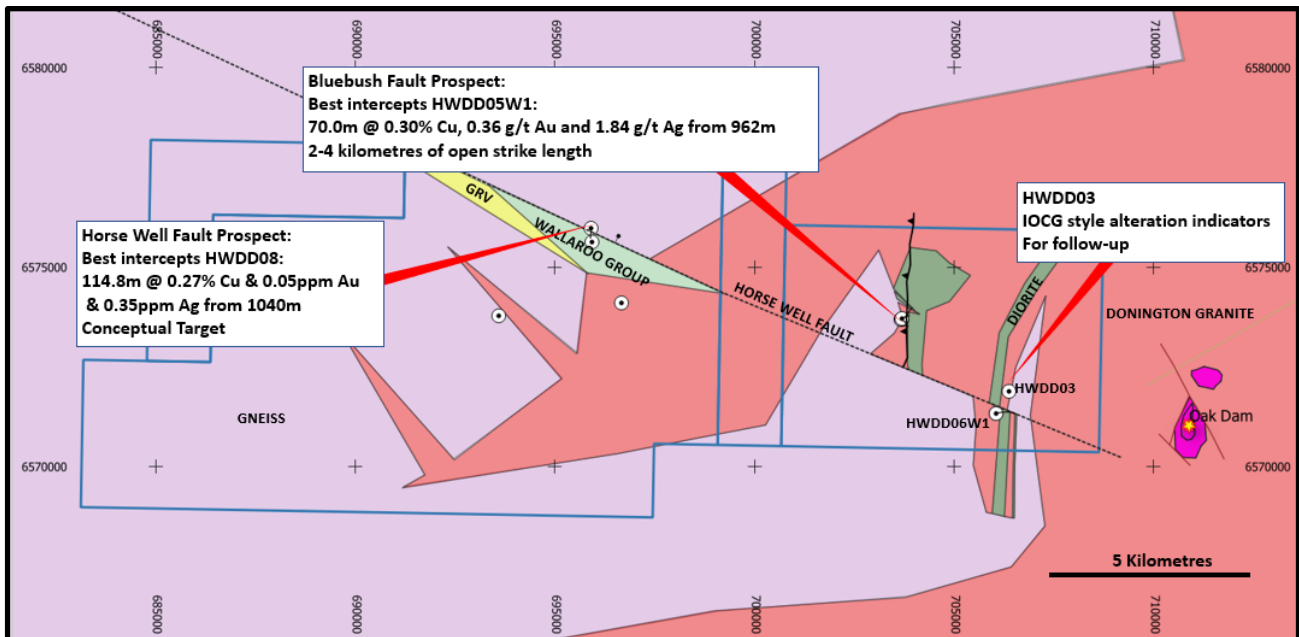 685000
690000
695000
700000
705000
710000
6580000
6580000
Bluebush Fault Prospect:
Best intercepts HWDD05W1:
70.0m @ 0.30% Cu, 0.36 g/t Au and 1.84 g/t Ag from 962m
2-4 kilometres of open strike length
HWDD03
IOCG style alteration indicators
For follow-up
GRV
WALLAROO GROUP
Horse Well Fault Prospect:
Best intercepts HWDD08:
114.8m @ 0.27% Cu & 0.05ppm Au
& 0.35ppm Ag from 1040m
Conceptual Target
6575000
6575000
HORSE WELL FAULT
DIORITE
DONINGTON GRANITE
HWDD03
GNEISS
HWDD06W1
Oak Dam
6570000
6570000
5 Kilometres
685000
690000
695000
700000
705000
710000